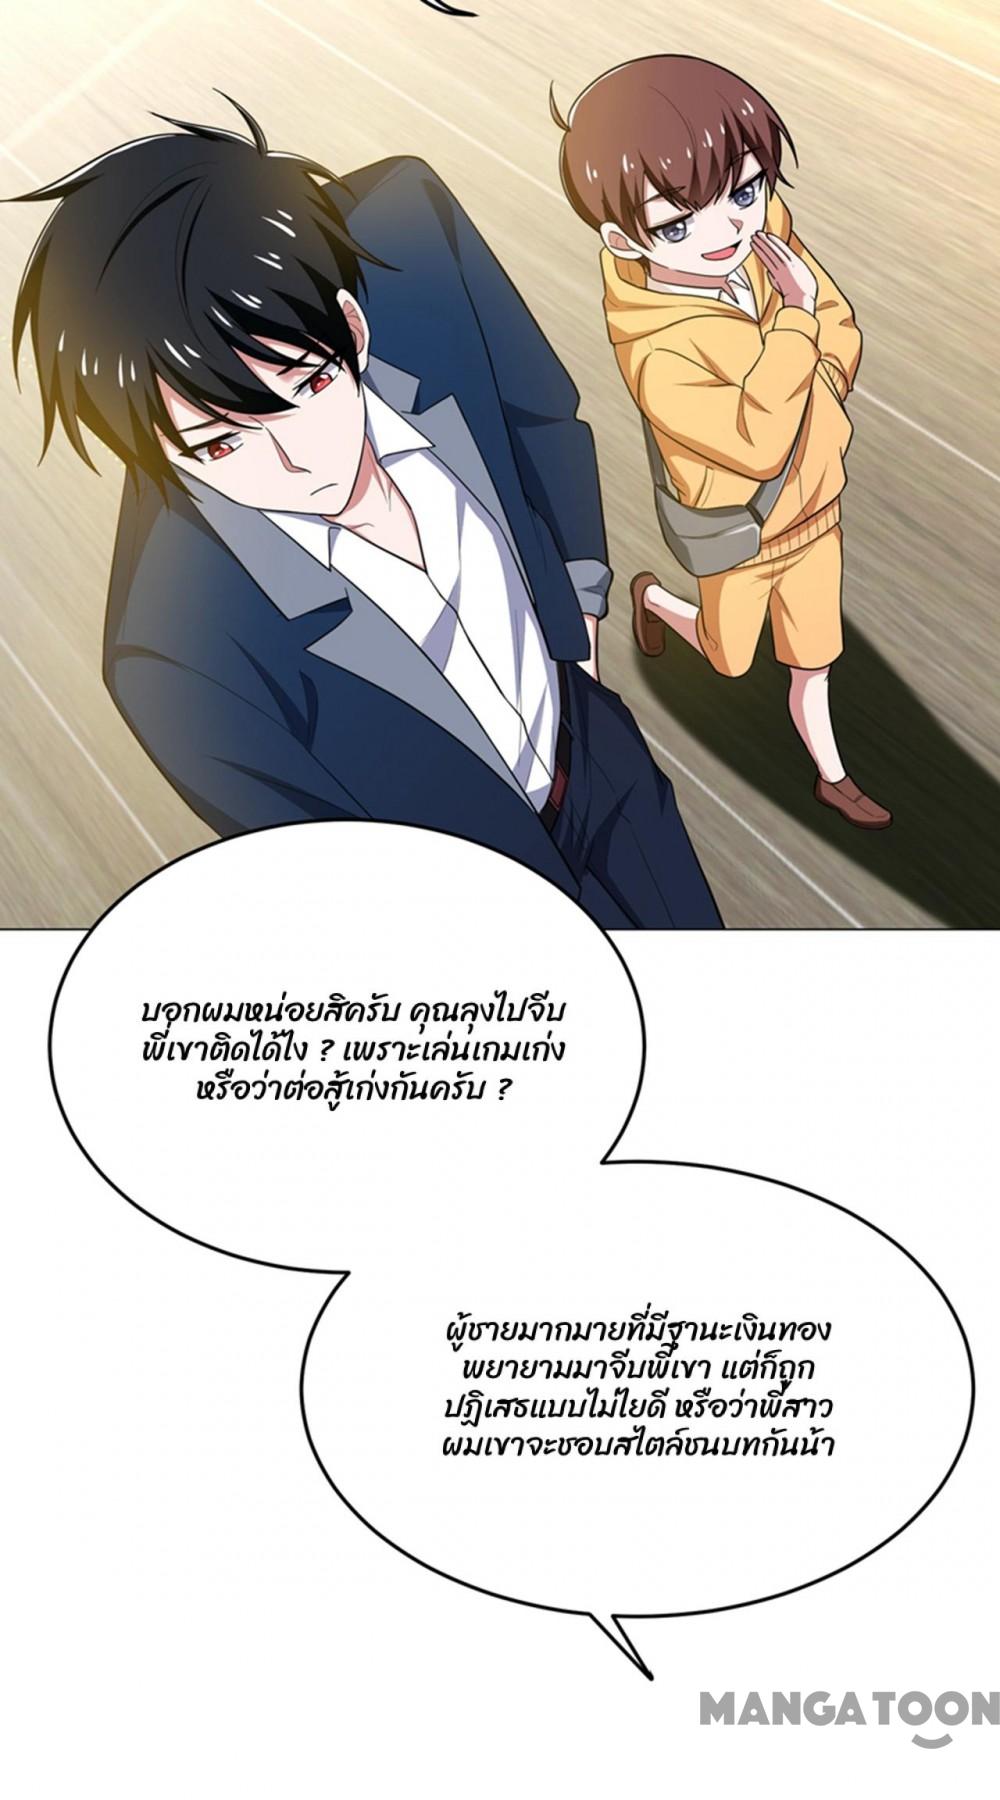 บอกผมหน่อยสิครับ คุณลุงไปจีบ
พี่เขาติดได้ไง ? เพราะเล่นเกมเก่ง
หรือว่าต่อสู้เก่งกันครับ ?
ผู้ชายมากมายที่มีฐานะเงินทอง
พยายามมาจีบพี่เขา แต่ก็ถูก
ปฏิเสธแบบไม่ไยดี หรือว่าพี่สาว
ผมเขาจะชอบสไตล์ชนบทกันน้า
MANGATOON